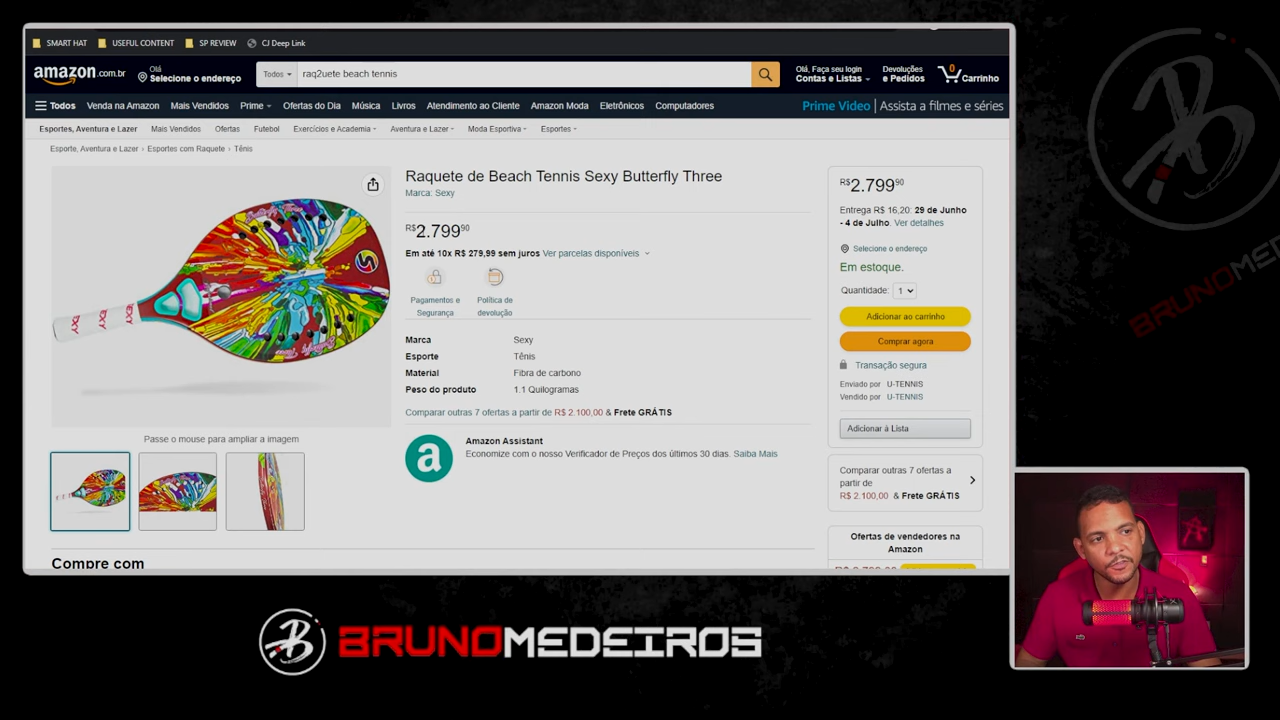 SMART HAT
USEFUL CONTENT
SP REVIEW
CJ Deep Link
amazon.com.br
Olá
Selecione o endereço
Todos
raq2uete beach tennis
Olá, Faça seu login
Contas e Listas
Devoluções
e Pedidos
0
Carrinho
Todos
Venda na Amazon
Mais Vendidos
Prime
Ofertas do Dia
Música
Livros
Atendimento ao Cliente
Amazon Moda
Eletrônicos
Computadores
Prime Video | Assista a filmes e séries
Esportes, Aventura e Lazer
Mais Vendidos
Ofertas
Futebol
Exercícios e Academia
Aventura e Lazer
Moda Esportiva
Esportes
Esporte, Aventura e Lazer › Esportes com Raquete › Tênis
Raquete de Beach Tennis Sexy Butterfly Three
Marca: Sexy
R$2.79990
Em até 10x R$ 279,99 sem juros Ver parcelas disponíveis
Pagamentos e
Segurança
Política de
devolução
Marca Sexy
Esporte Tênis
Material Fibra de carbono
Peso do produto 1.1 Quilogramas
Comparar outras 7 ofertas a partir de R$ 2.100,00 & Frete GRÁTIS
a
Amazon Assistant
Economize com o nosso Verificador de Preços dos últimos 30 dias. Saiba Mais
SEXY
SEXY
Passe o mouse para ampliar a imagem
Compre com
R$2.79990
Entrega R$ 16,20: 29 de Junho
- 4 de Julho. Ver detalhes
Selecione o endereço
Em estoque.
Quantidade: 1
Adicionar ao carrinho
Comprar agora
Transação segura
Enviado por U-TENNIS
Vendido por U-TENNIS
Adicionar à Lista
Comparar outras 7 ofertas a
partir de
R$ 2.100,00 & Frete GRÁTIS
Ofertas de vendedores na
Amazon
B
BRUNOMEDEIROS
BRUNOMEDE